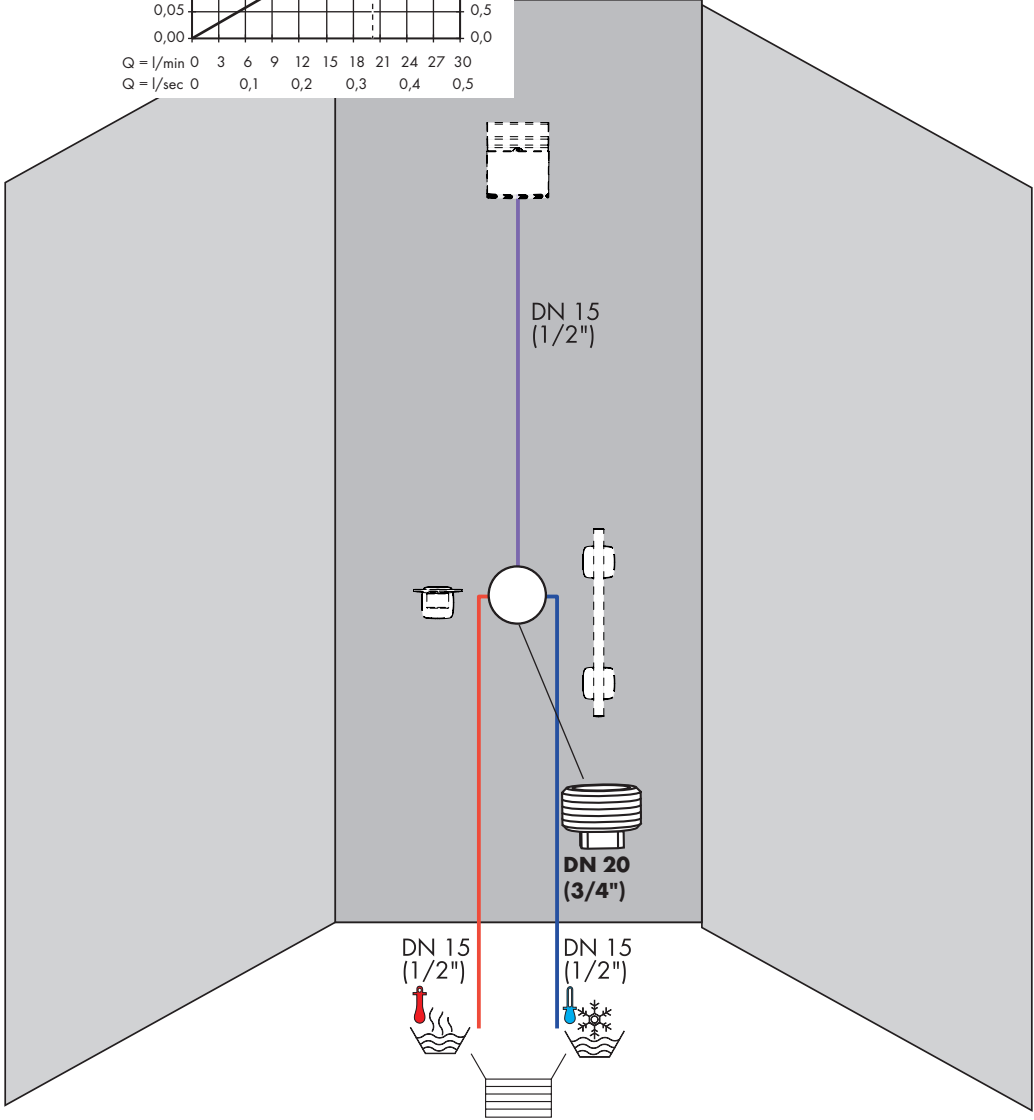 0,05 0,5
0,00 0,0
Q = l/min 0 3 6 9 12 15 18 21 24 27 30
Q = l/sec 0 0,1 0,2 0,3 0,4 0,5
DN 15
(1/2")
DN 20
(3/4")
DN 15
(1/2")
DN 15
(1/2")